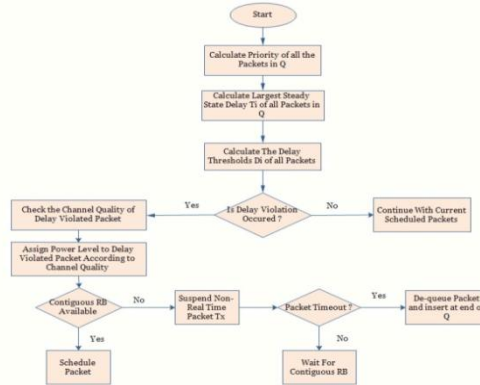 Start
Calculate Priority of all the
Packets in Q
Calculate Largest Steady
State Delay Ti of all Packets in
Q
Calculate The Delay
Thresholds Di of all Packets
Is Delay Violation
Occured ?
Yes
No
Check the Channel Quality of
Delay Violated Packet
Continue With Current
Scheduled Packets
Assign Power Level to Delay
Violated Packet According to
Channel Quality
Contiguous RB
Available
No
Suspend Non-
Real Time
Packet Tx
Packet Timeout ?
Yes
De-queue Packet
and insert at end o
Q
Yes
No
Schedule
Packet
Wait For
Contiguous RB